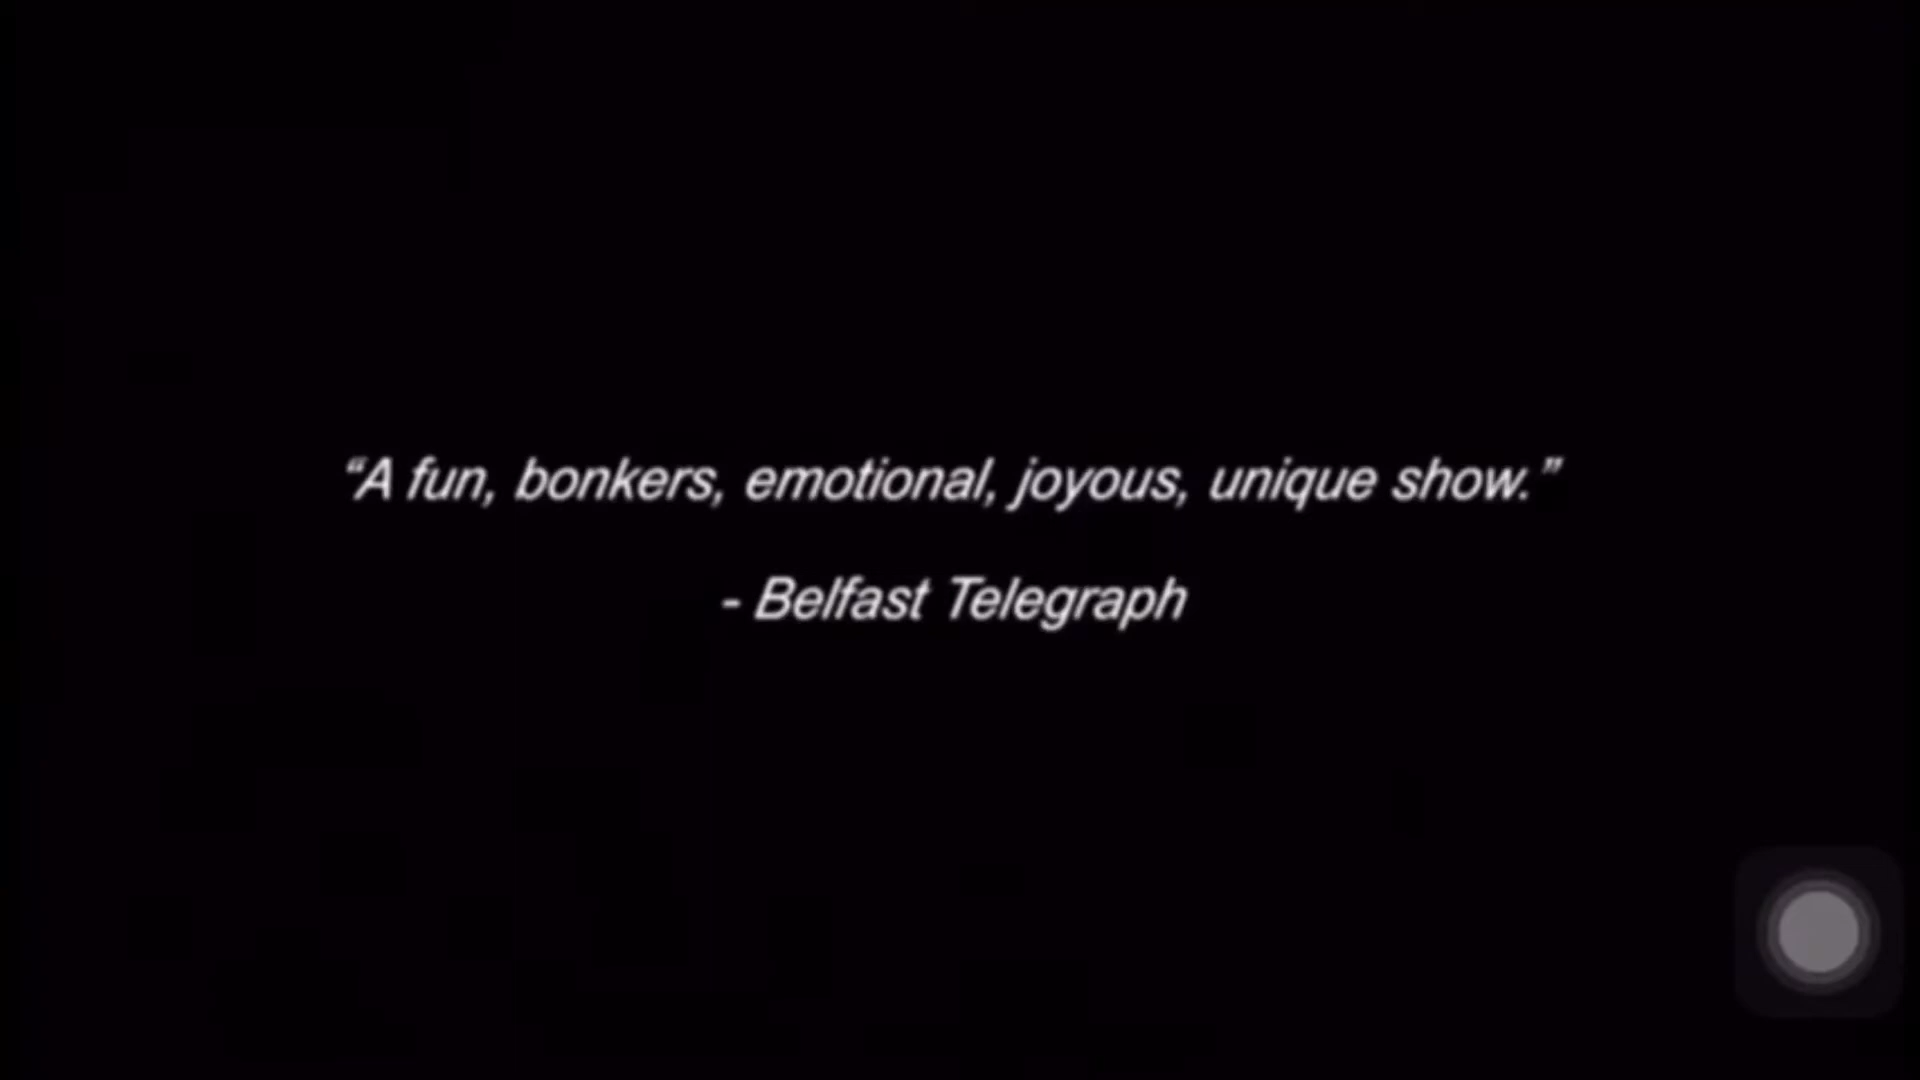 “A fun, bonkers, emotional, joyous, unique show.”
- Belfast Telegraph